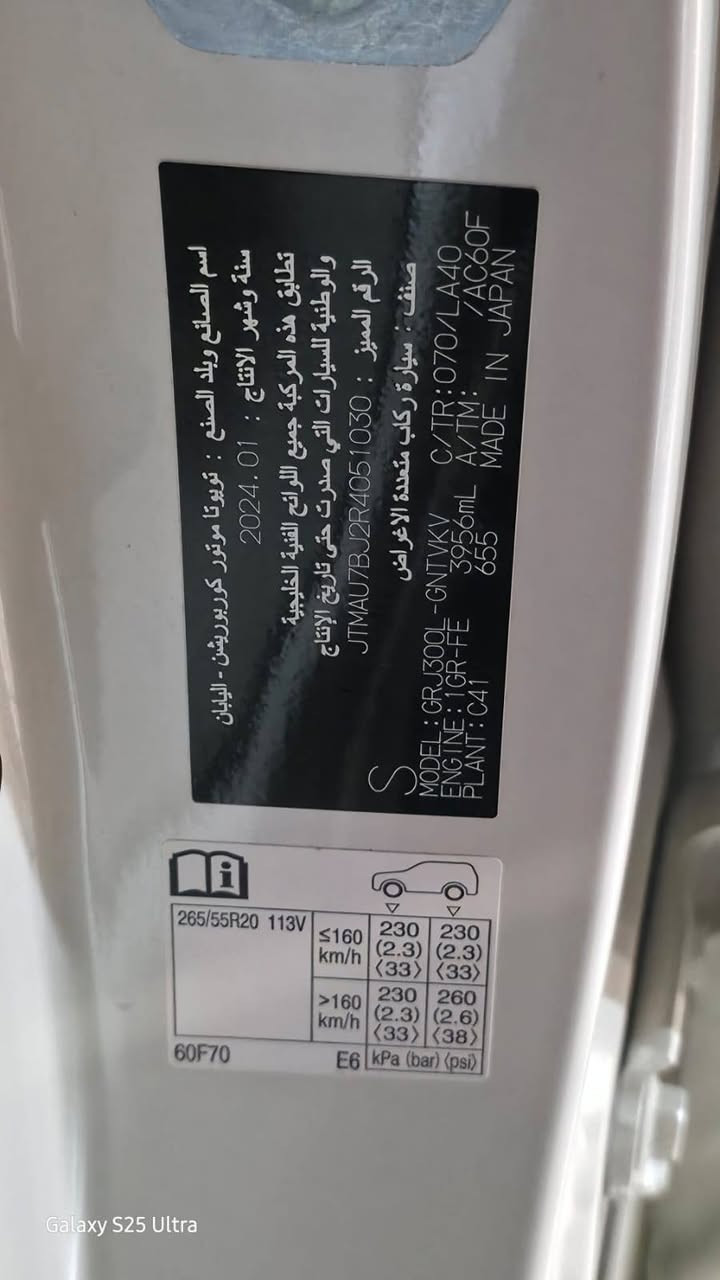 اسم الصانع وبلد الصنع : تويوتا موتور كوربوريشن - اليابان
سنة وشهر الانتاج : 2024.01
تطابق هذه المركبة جميع اللوائح الفنية الخليجية
والوطنية للسيارات التي صدرت حتى تاريخ الإنتاج
الرقم المميز : JTMAU7BJ2R4051030
صنف : سيارة ركاب متعددة الاغراض
S
MODEL:GRJ300L-GNTVKV C/TR:070/LA40
ENGINE:1GR-FE 3956mL A/TM: /AC60F
PLANT:C41 655 MADE IN JAPAN
i
265/55R20 113V
≤160 km/h 230 230
(2.3) (2.3)
⟨33⟩ ⟨33⟩
>160 km/h 230 260
(2.3) (2.6)
⟨33⟩ ⟨38⟩
60F70 E6 kPa (bar) ⟨psi⟩
Galaxy S25 Ultra